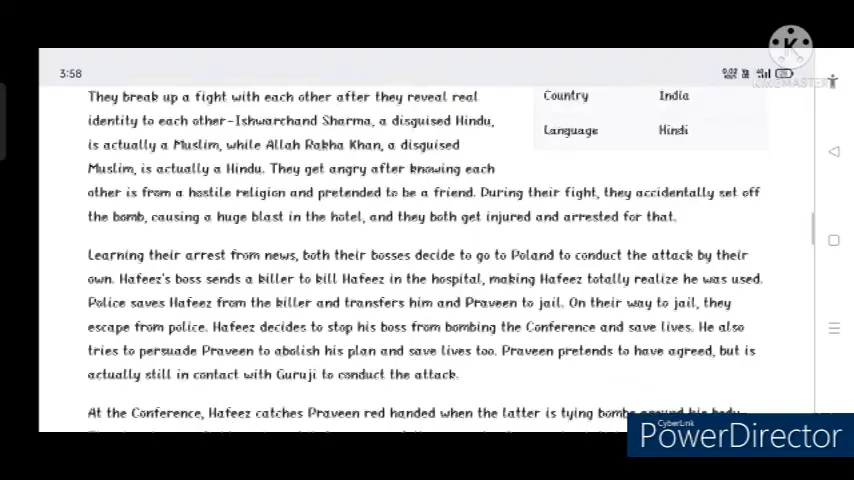 3:58
0.02
They break up a fight with each other after they reveal real
identity to each other-Ishwarchand Sharma, a disguised Hindu,
is actually a Muslim, while Allah Rakha Khan, a disguised
Muslim, is actually a Hindu. They get angry after knowing each
other is from a hostile religion and pretended to be a friend. During their fight, they accidentally set off
the bomb, causing a huge blast in the hotel, and they both get injured and arrested for that.
Country India
Language Hindi
Learning their arrest from news, both their bosses decide to go to Poland to conduct the attack by their
own. Hafeez's boss sends a killer to kill Hafeez in the hospital, making Hafeez totally realize he was used.
Police saves Hafeez from the killer and transfers him and Praveen to jail. On their way to jail, they
escape from police. Hafeez decides to stop his boss from bombing the Conference and save lives. He also
tries to persuade Praveen to abolish his plan and save lives too. Praveen pretends to have agreed, but is
actually still in contact with Guruji to conduct the attack.
At the Conference, Hafeez catches Praveen red handed when the latter is tying bombs around his body.
K
KINEMASTER
CyberLink
PowerDirector